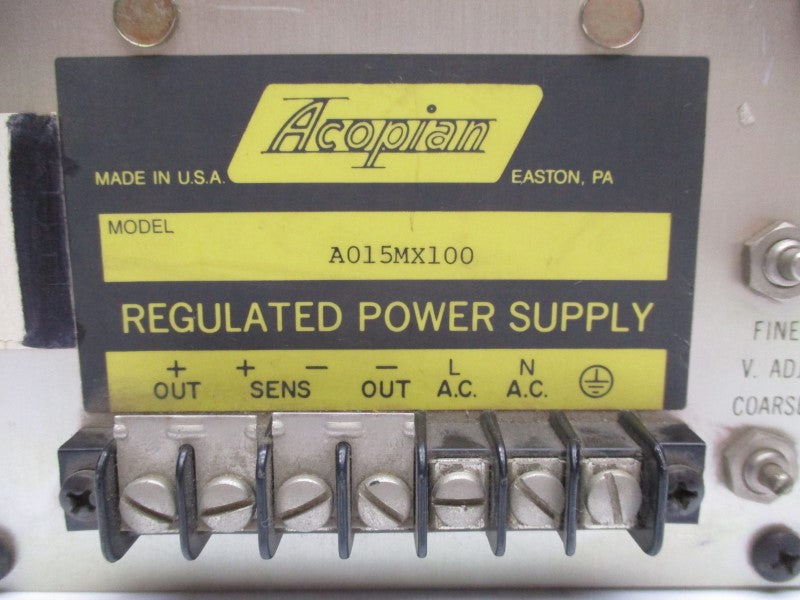 Acopian
MADE IN U.S.A. EASTON, PA
MODEL
A015MX100
REGULATED POWER SUPPLY
+ + - - L N
OUT SENS OUT A.C. A.C.
FINE
V. ADJ
COARSE